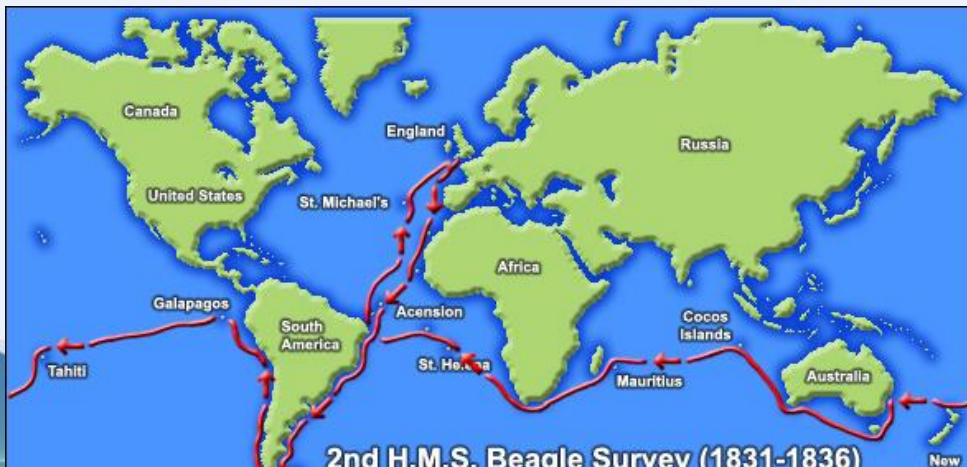 Canada
England
Russia
United States
St. Michael's
Africa
Galapagos
Acension
South
America
Cocos
Islands
St. Helena
Tahiti
Mauritius
Australia
2nd H.M.S. Beagle Survey (1831-1836)
New